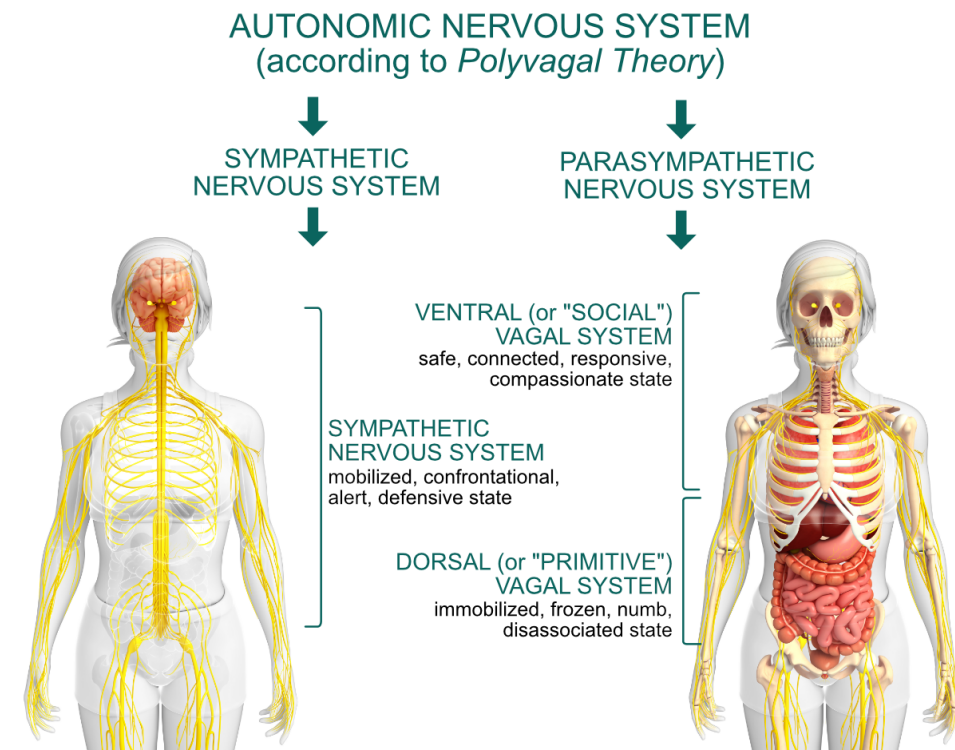 AUTONOMIC NERVOUS SYSTEM
(according to Polyvagal Theory)
SYMPATHETIC
NERVOUS SYSTEM
PARASYMPATHETIC
NERVOUS SYSTEM
SYMPATHETIC
NERVOUS SYSTEM
mobilized, confrontational,
alert, defensive state
VENTRAL (or "SOCIAL")
VAGAL SYSTEM
safe, connected, responsive,
compassionate state
DORSAL (or "PRIMITIVE")
VAGAL SYSTEM
immobilized, frozen, numb,
disassociated state